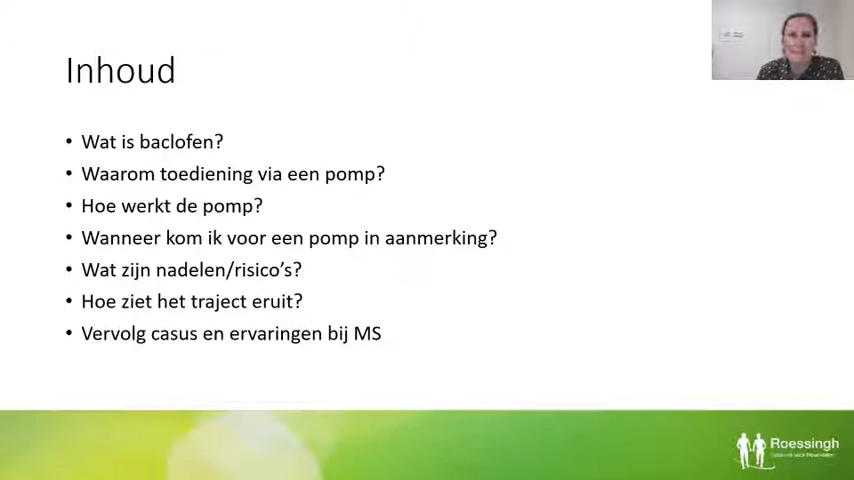 Inhoud
• Wat is baclofen?
• Waarom toediening via een pomp?
• Hoe werkt de pomp?
• Wanneer kom ik voor een pomp in aanmerking?
• Wat zijn nadelen/risico’s?
• Hoe ziet het traject eruit?
• Vervolg casus en ervaringen bij MS
Roessingh